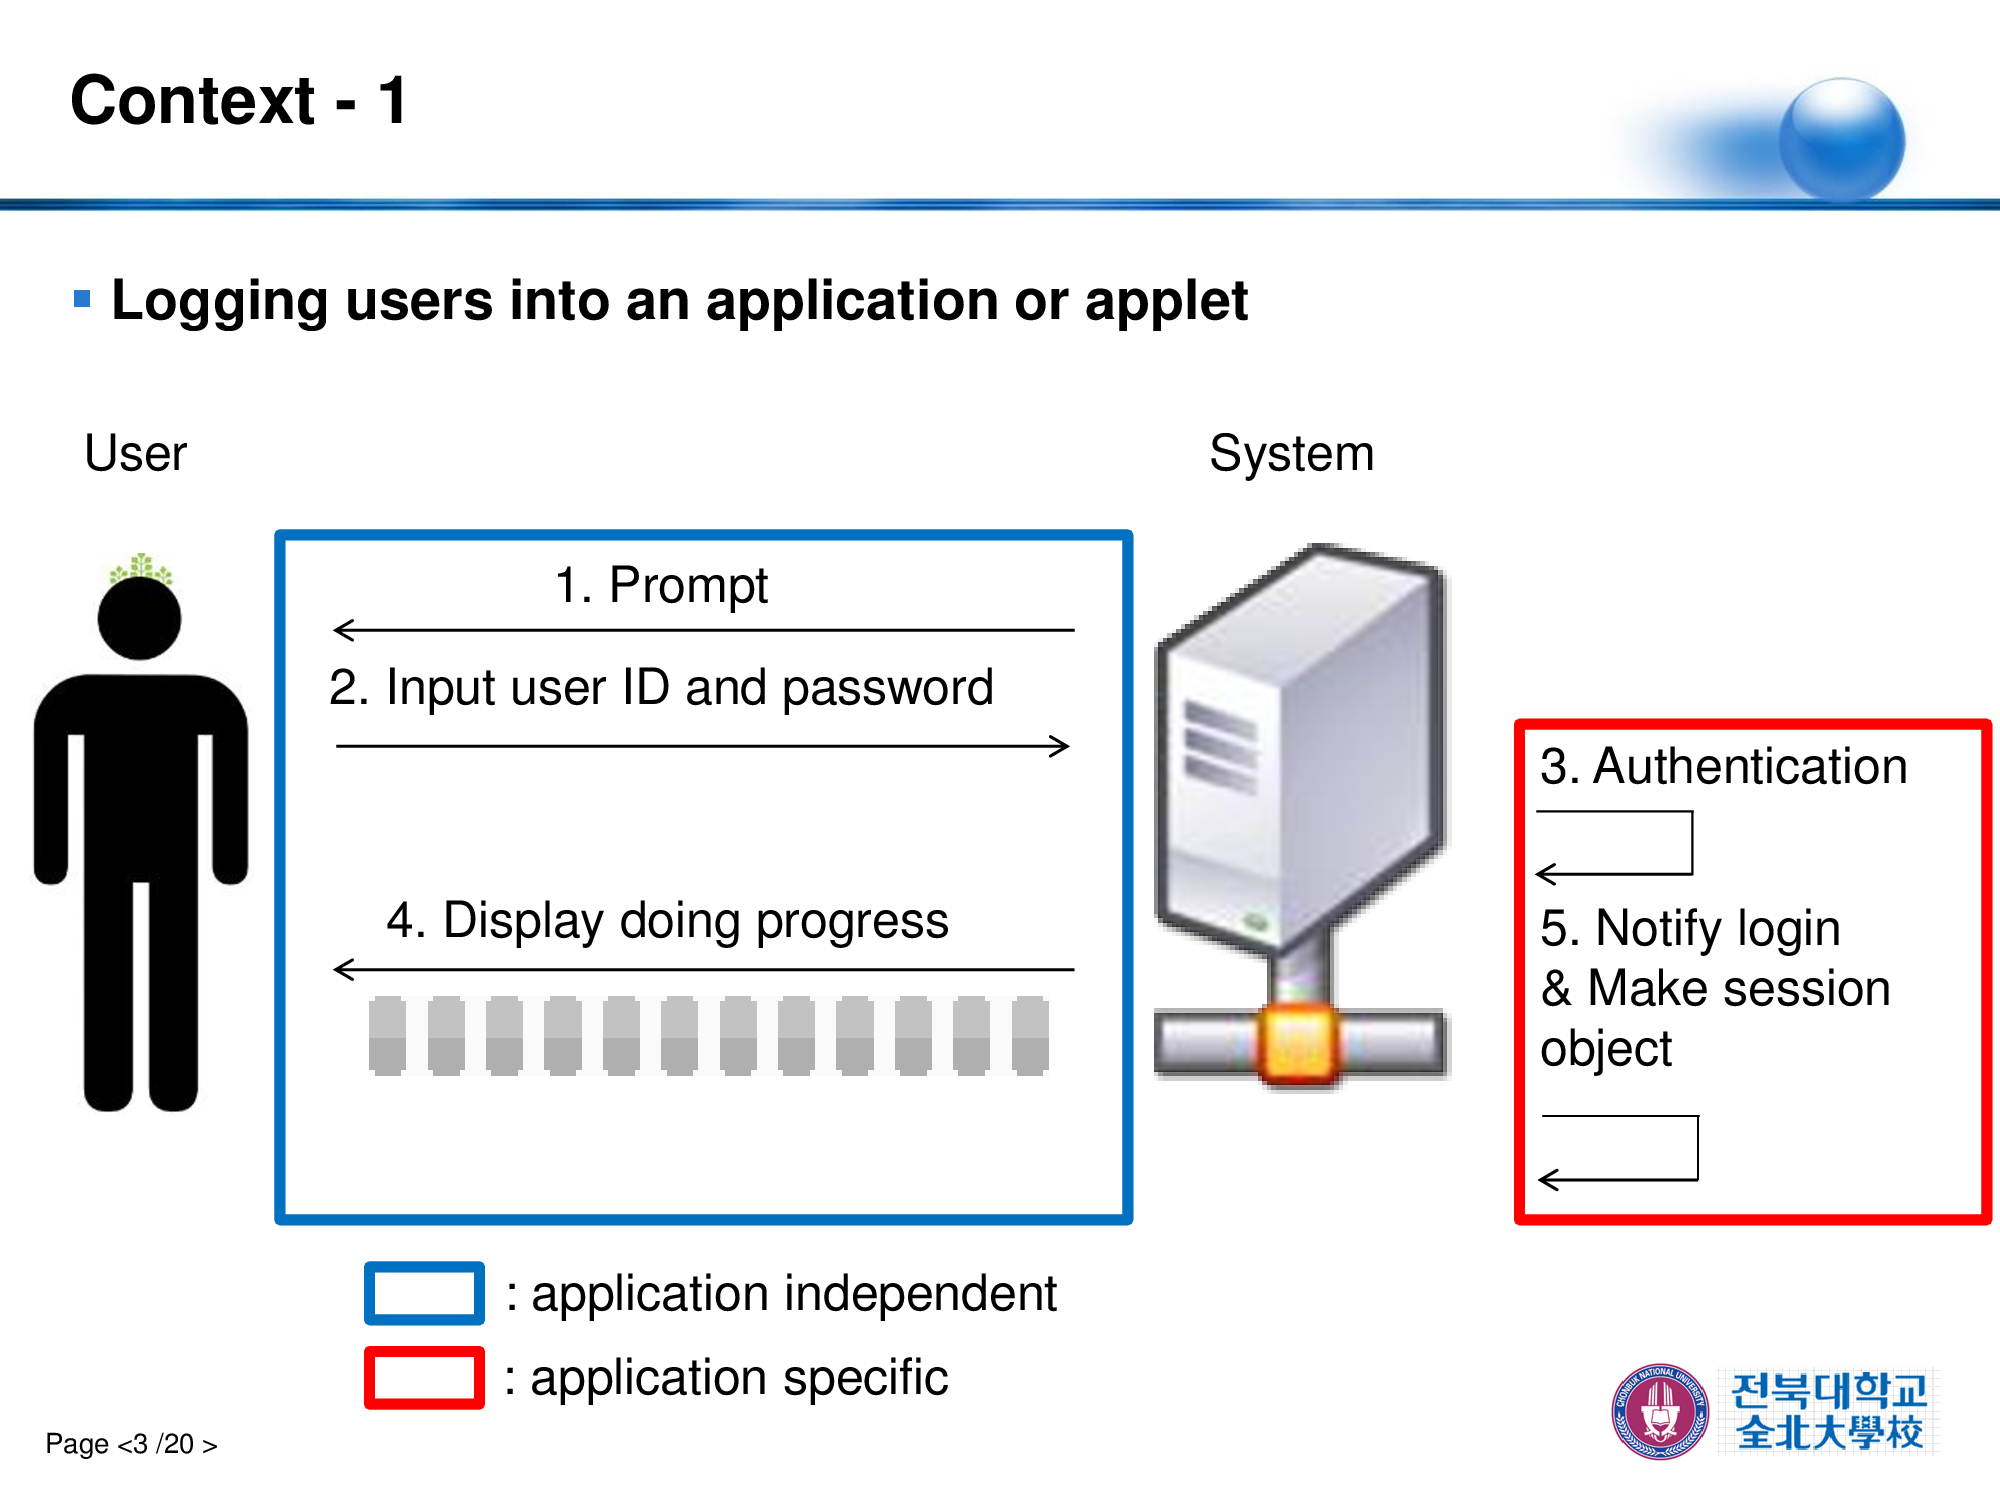 Context - 1
Logging users into an application or applet
User
System
1. Prompt
2. Input user ID and password
3. Authentication
4. Display doing progress
5. Notify login
& Make session
object
: application independent
: application specific
Page <3 /20 >
CHONBUK NATIONAL UNIVERSITY
전북대학교
全北大學校